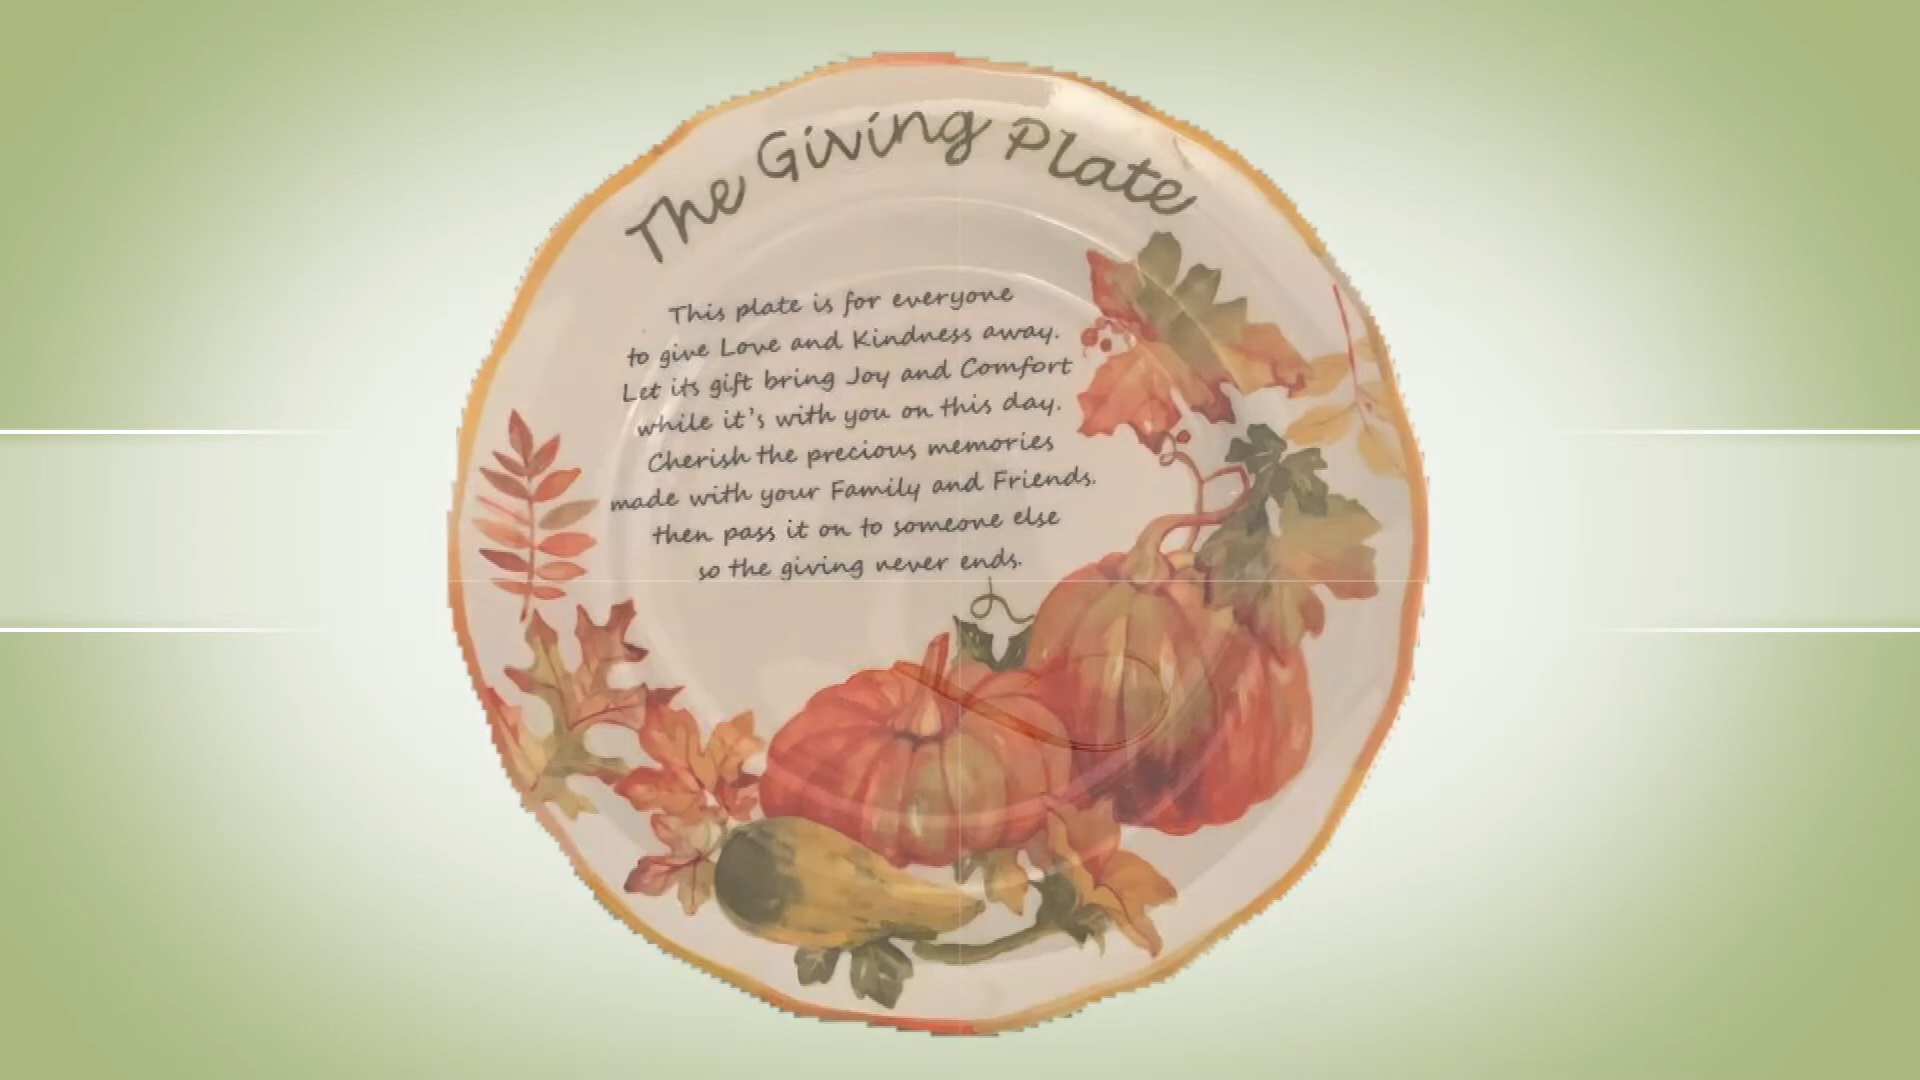 The Giving Plate
This plate is for everyone
to give Love and Kindness away.
Let its gift bring Joy and Comfort
while it's with you on this day.
Cherish the precious memories
made with your Family and Friends.
then pass it on to someone else
so the giving never ends.